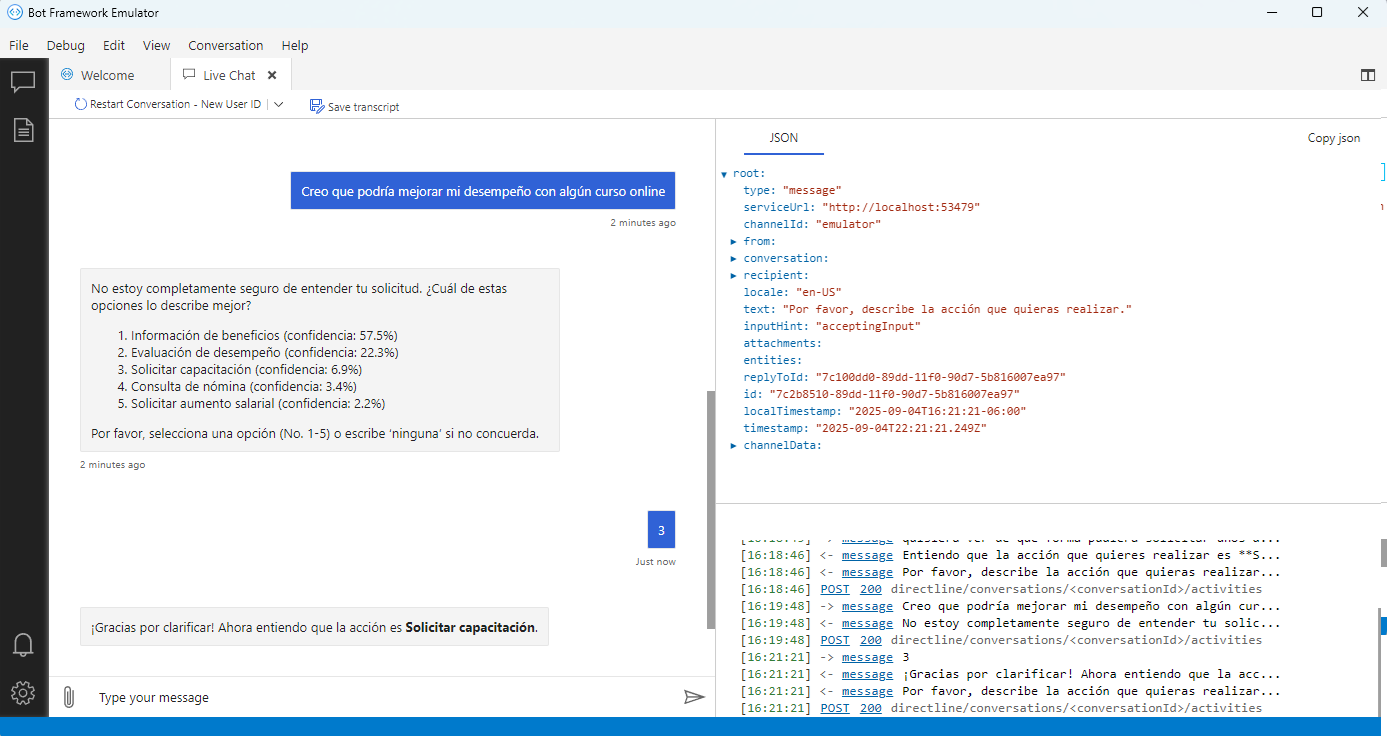 Bot Framework Emulator
File Debug Edit View Conversation Help
Welcome
Live Chat
Restart Conversation - New User ID
Save transcript
Creo que podría mejorar mi desempeño con algún curso online
2 minutes ago
No estoy completamente seguro de entender tu solicitud. ¿Cuál de estas
opciones lo describe mejor?
1. Información de beneficios (confidencia: 57.5%)
2. Evaluación de desempeño (confidencia: 22.3%)
3. Solicitar capacitación (confidencia: 6.9%)
4. Consulta de nómina (confidencia: 3.4%)
5. Solicitar aumento salarial (confidencia: 2.2%)
Por favor, selecciona una opción (No. 1-5) o escribe ‘ninguna’ si no concuerda.
2 minutes ago
3
Just now
¡Gracias por clarificar! Ahora entiendo que la acción es Solicitar capacitación.
Type your message
JSON
Copy json
root:
type: "message"
serviceUrl: "http://localhost:53479"
channelId: "emulator"
from:
conversation:
recipient:
locale: "en-US"
text: "Por favor, describe la acción que quieras realizar."
inputHint: "acceptingInput"
attachments:
entities:
replyToId: "7c100dd0-89dd-11f0-90d7-5b816007ea97"
id: "7c2b8510-89dd-11f0-90d7-5b816007ea97"
localTimestamp: "2025-09-04T16:21:21-06:00"
timestamp: "2025-09-04T22:21:21.249Z"
channelData:
message quisiera ver de que forma pudiera solicitar unos
[16:18:46] <- message Entiendo que la acción que quieres realizar es **S...
[16:18:46] <- message Por favor, describe la acción que quieras realizar...
[16:18:46] POST 200 directline/conversations/<conversationId>/activities
[16:19:48] -> message Creo que podría mejorar mi desempeño con algún cur...
[16:19:48] <- message No estoy completamente seguro de entender tu solic...
[16:19:48] POST 200 directline/conversations/<conversationId>/activities
[16:21:21] -> message 3
[16:21:21] <- message ¡Gracias por clarificar! Ahora entiendo que la acc...
[16:21:21] <- message Por favor, describe la acción que quieras realizar...
[16:21:21] POST 200 directline/conversations/<conversationId>/activities